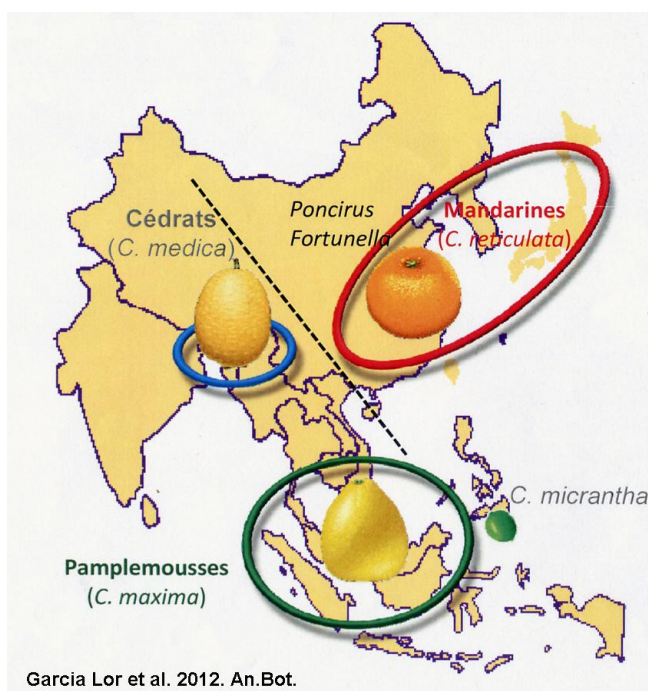 Poncirus
Fortunella
Cédrats
(C. medica)
Mandarines
(C. reticulata)
C. micrantha
Pamplemousses
(C. maxima)
Garcia Lor et al. 2012. An.Bot.